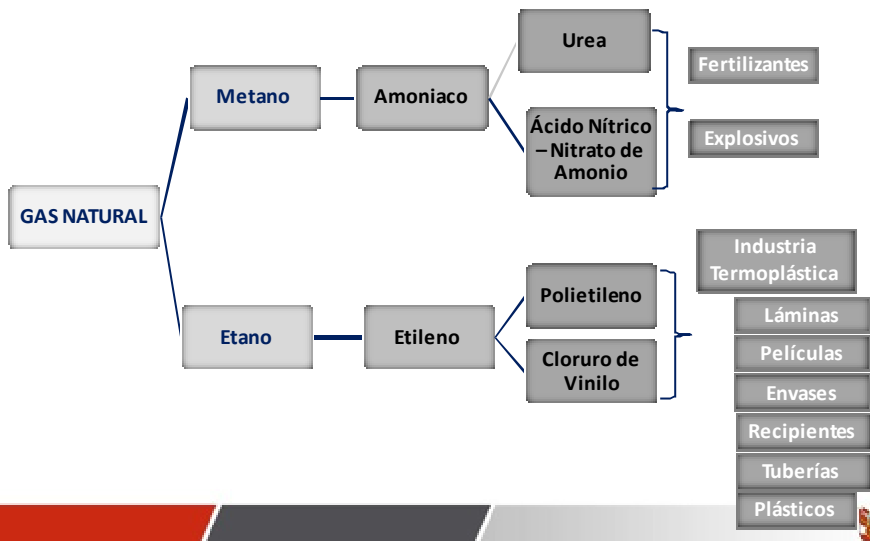 Urea
Fertilizantes
Metano
Amoniaco
Ácido Nítrico
– Nitrato de
Amonio
Explosivos
GAS NATURAL
Industria
Termoplástica
Polietileno
Láminas
Etano
Etileno
Películas
Cloruro de
Vinilo
Envases
Recipientes
Tuberías
Plásticos